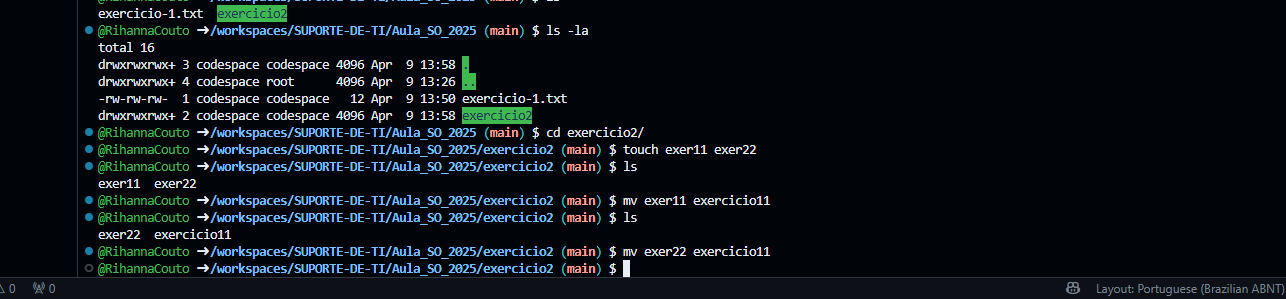 exercicio-1.txt  exercicio2
@RihannaCouto ➜/workspaces/SUPORTE-DE-TI/Aula_SO_2025 (main) $ ls -la
total 16
drwxrwxrwx+ 3 codespace codespace 4096 Apr  9 13:58 .
drwxrwxrwx+ 4 codespace root      4096 Apr  9 13:26 ..
-rw-rw-rw-  1 codespace codespace   12 Apr  9 13:50 exercicio-1.txt
drwxrwxrwx+ 2 codespace codespace 4096 Apr  9 13:58 exercicio2
@RihannaCouto ➜/workspaces/SUPORTE-DE-TI/Aula_SO_2025 (main) $ cd exercicio2/
@RihannaCouto ➜/workspaces/SUPORTE-DE-TI/Aula_SO_2025/exercicio2 (main) $ touch exer11 exer22
@RihannaCouto ➜/workspaces/SUPORTE-DE-TI/Aula_SO_2025/exercicio2 (main) $ ls
exer11  exer22
@RihannaCouto ➜/workspaces/SUPORTE-DE-TI/Aula_SO_2025/exercicio2 (main) $ mv exer11 exercicio11
@RihannaCouto ➜/workspaces/SUPORTE-DE-TI/Aula_SO_2025/exercicio2 (main) $ ls
exer22  exercicio11
@RihannaCouto ➜/workspaces/SUPORTE-DE-TI/Aula_SO_2025/exercicio2 (main) $ mv exer22 exercicio11
@RihannaCouto ➜/workspaces/SUPORTE-DE-TI/Aula_SO_2025/exercicio2 (main) $
0 0 Layout: Portuguese (Brazilian ABNT)